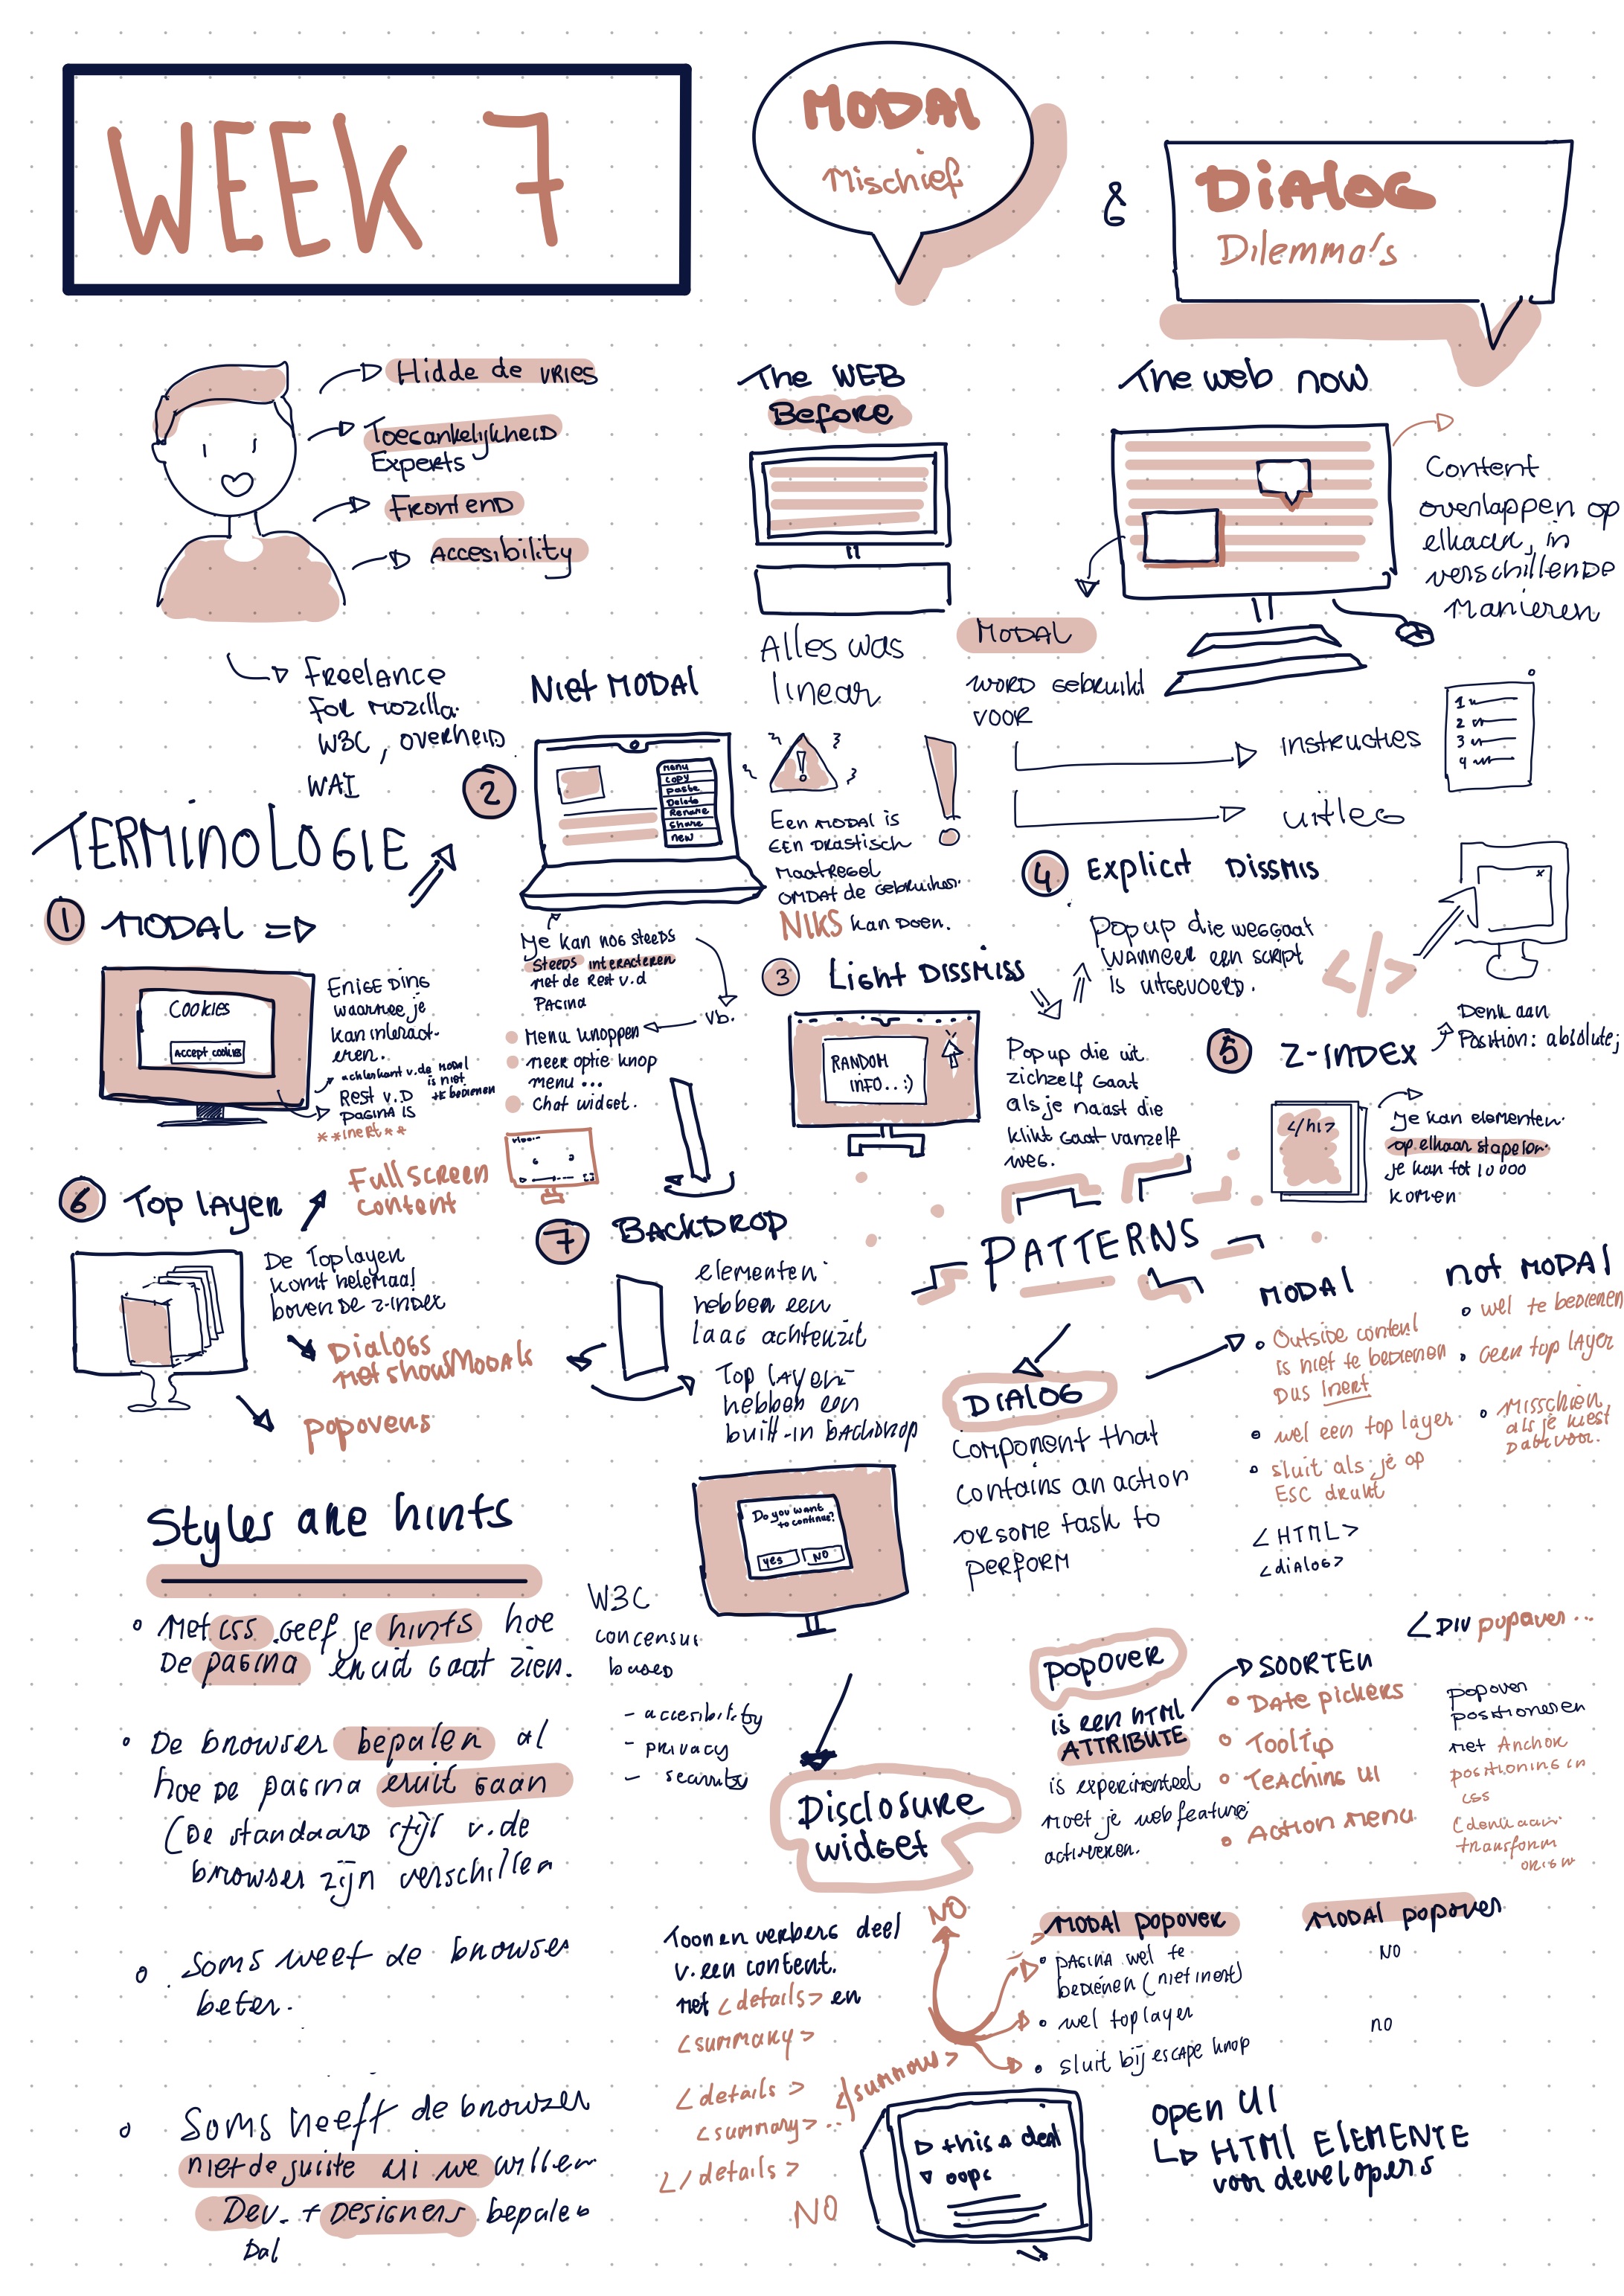 WEEK 7
MODAL
Mischief
&
DiALOG
Dilemma's
Hidde de VRies
Toegankelijkheid
Experts
Frontend
Accesibility
Freelance
for mozilla.
W3C, overheid
WAI
The WEB
Before
Alles was
linear
The web now
Content
overlappen op
elkaar, in
verschillende
manieren
MODAL
word gebruikt
voor
instructies
1
2
3
4
uitleg
TERMINOLOGIE
1 MODAL
Cookies
Accept cookies
Enige ding
waarmee je
kan interact-
eren.
achterkant v.de modal
is niet
te bedienen
Rest v.D
pagina is
**inert**
2
Niet MODAL
menu
copy
paste
Delete
Rename
share
new
Je kan nog steeds
steeds interacteren
met de Rest v.d
Pagina
vb.
Menu knoppen
meer optie knop
menu ...
Chat widget.
Een modal is
een drastisch
maatregel
omdat de gebruiker
NIKS kan doen.
3 Light Dissmiss
RANDOM
info..:)
Pop up die uit
zichzelf gaat
als je naast die
klikt gaat vanzelf
weg.
4 Explicit Dissmis
x
Pop up die weggaat
wanneer een script
is uitgevoerd.
</>
5 Z-INDEX
Denk aan
Position: absolute;
</h1>
Je kan elementen
op elkaar stapelen.
je kan tot 10 000
komen
6 Top layer
Full screen
content
De Toplayer
komt helemaal
boven de z-index
Dialogs
met showModals
popovers
7 BACKDROP
elementen
hebben een
laag achteruit
Top layer
hebben een
built-in backdrop
Do you want
to continue?
yes
NO
PATTERNS
DIALOG
component that
contains an action
or some task to
perform
MODAL
Outside content
is niet te bedienen
dus inert
wel een top layer
sluit als je op
ESC drukt
<HTML>
<dialog>
not MODAL
wel te bedienen
Geen top layer
Misschien
als je kiest
daarvoor.
Styles are hints
Met css geef je hints hoe
De pagina eruid gaat zien.
De browser bepalen al
hoe de pagina eruit gaan
(De standaard stijl v.de
browser zijn verschillen
Soms weet de browser
beter.
Soms heeft de browser
niet de juiste ui we willen
Dev. + Designers bepalen
Dat
W3C
concensus
based
- accesibility
- privacy
- security
Disclosure
widget
Toon en verberg deel
v.een content.
met <details> en
<summary>
<details>
<summary>...</summary>
</details>
NO
this a deal
oops
popover
is een html
ATTRIBUTE
is experimenteel
moet je web feature
activeren.
SOORTEN
Date pickers
Tooltip
Teaching UI
Action menu
<DIV popover...
popover
positioneren
met Anchor
positioning in
css
(denk aan
transform
origin
NO
MODAL popover
pagina wel te
bedienen (niet inert)
wel top layer
sluit bij escape knop
MODAL popover
NO
no
open UI
HTML ELEMENTE
voor developers